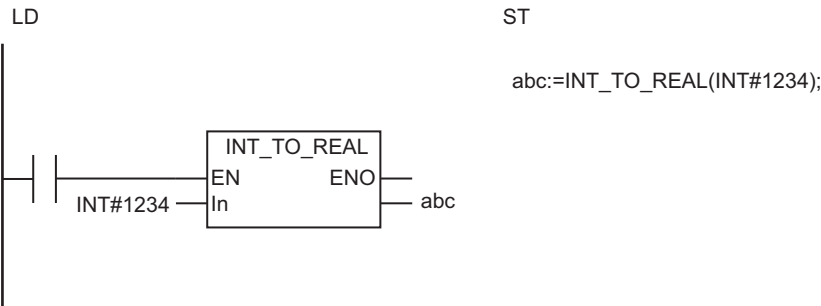 LD
ST
abc:=INT_TO_REAL(INT#1234);
INT_TO_REAL
EN ENO
INT#1234 In abc